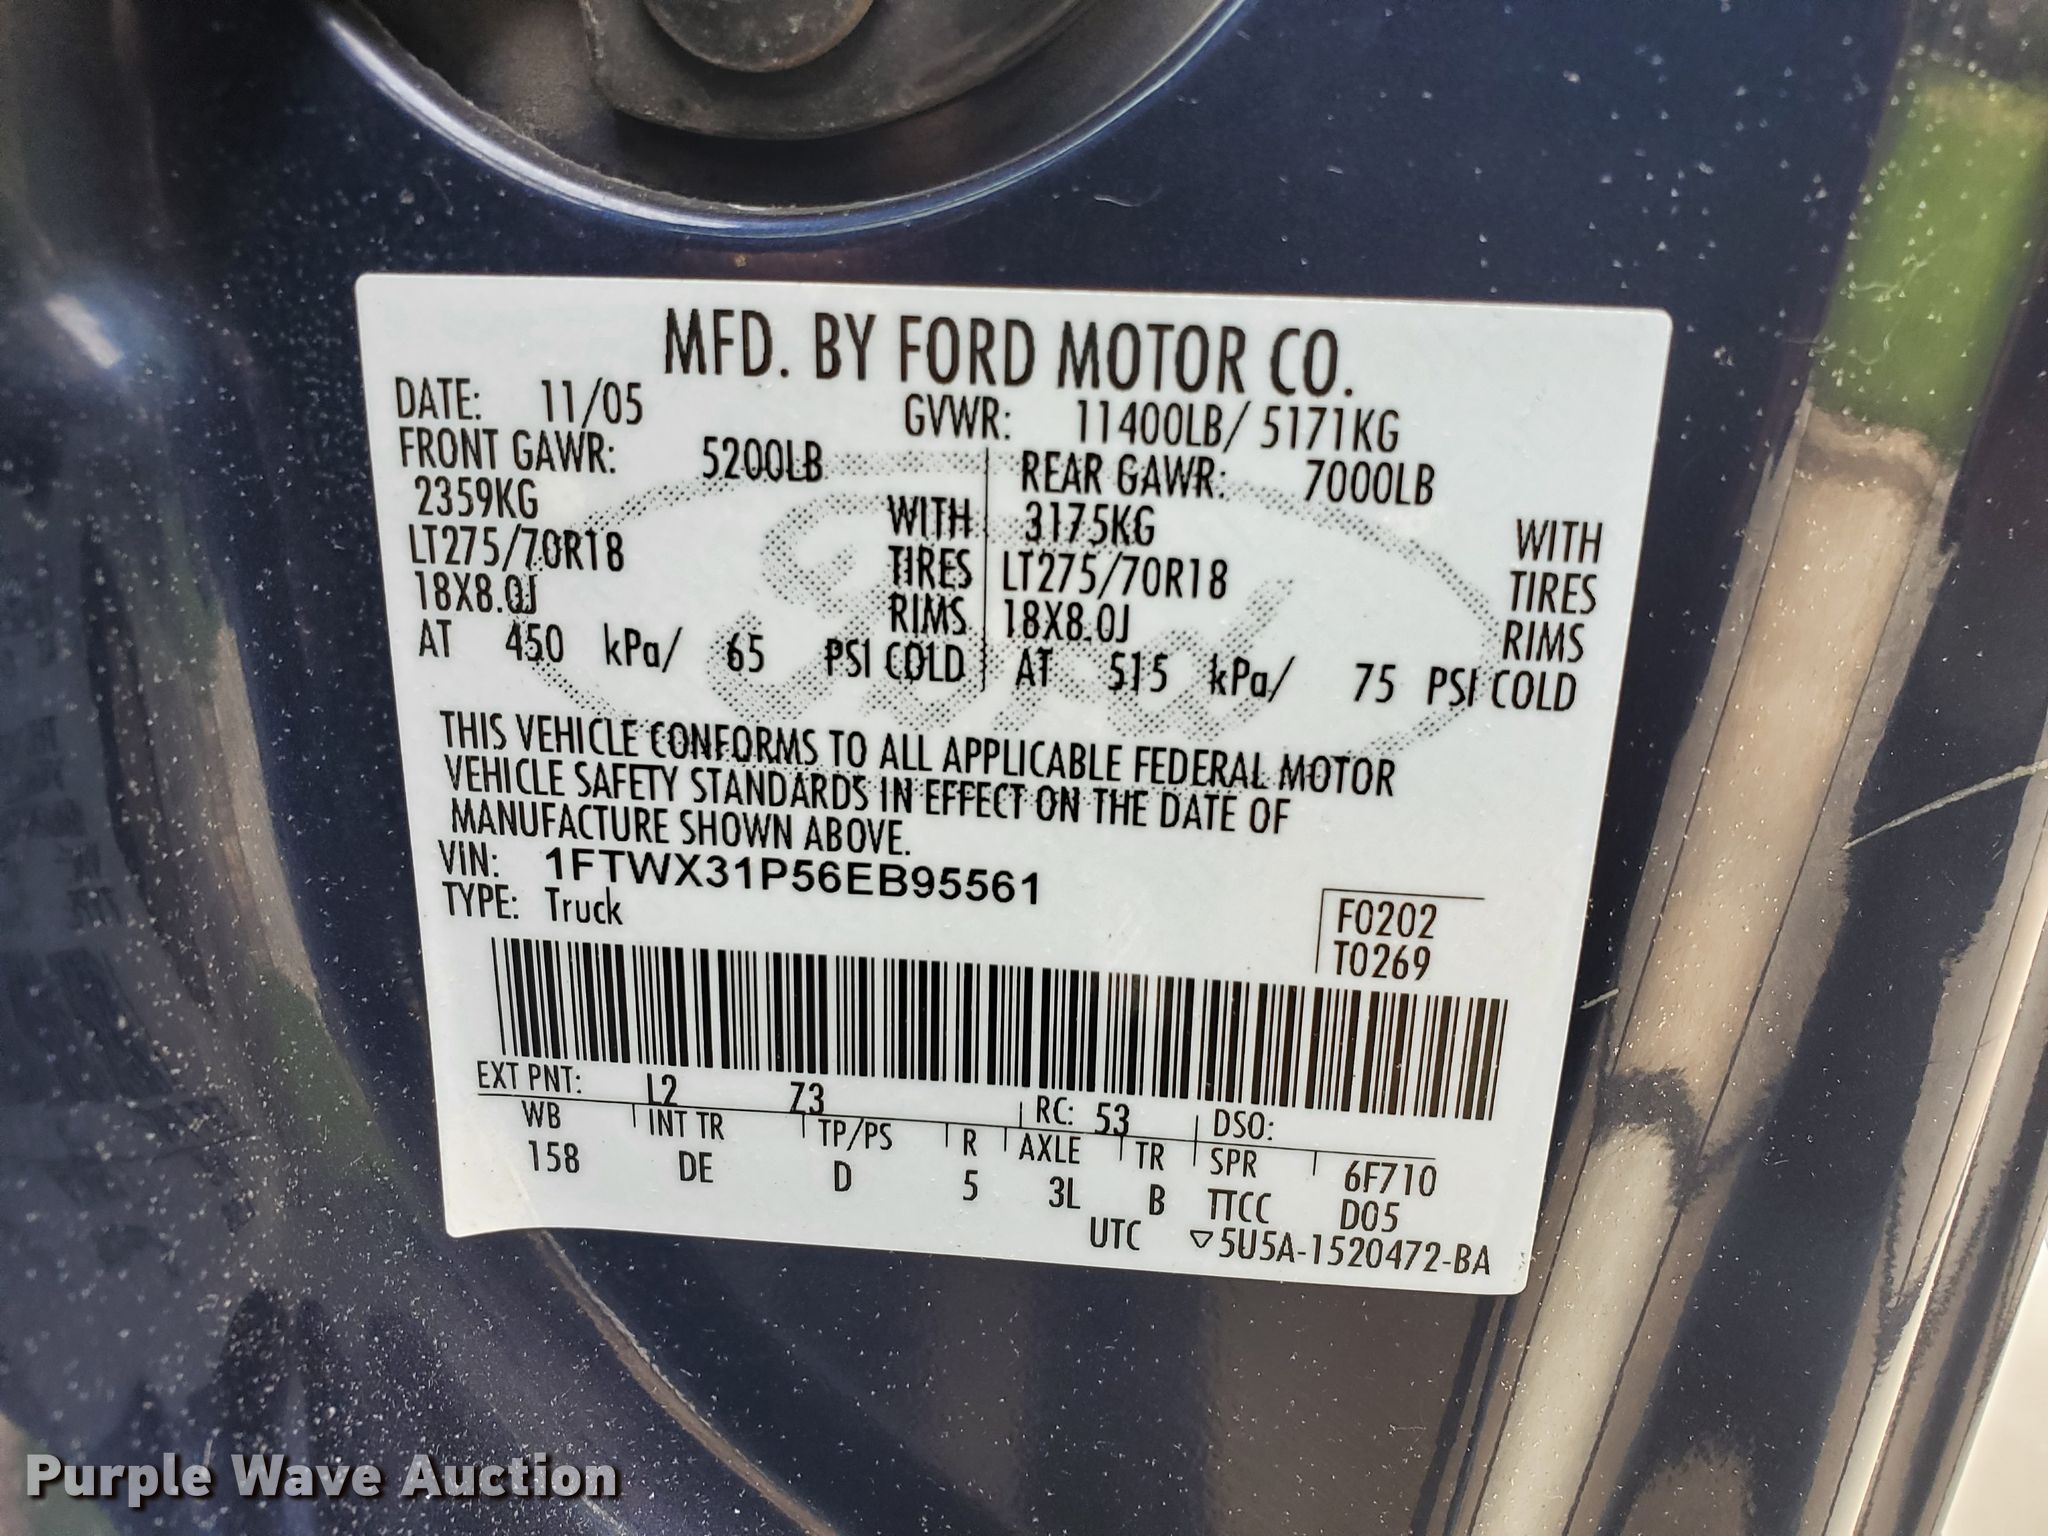 MFD. BY FORD MOTOR CO.
DATE: 11/05 GVWR: 11400LB/ 5171KG
FRONT GAWR: 5200LB REAR GAWR: 7000LB
2359KG WITH 3175KG WITH
LT275/70R18 TIRES LT275/70R18 TIRES
18X8.0J RIMS 18X8.0J RIMS
AT 450 kPa/ 65 PSI COLD AT 515 kPa/ 75 PSI COLD
THIS VEHICLE CONFORMS TO ALL APPLICABLE FEDERAL MOTOR
VEHICLE SAFETY STANDARDS IN EFFECT ON THE DATE OF
MANUFACTURE SHOWN ABOVE.
VIN: 1FTWX31P56EB95561
TYPE: Truck
F0202
T0269
EXT PNT: L2 Z3 RC: 53 DSO:
WB INT TR TP/PS R AXLE TR SPR 6F710
158 DE D 5 3L B TTCC D05
UTC ▽5U5A-1520472-BA
Ford
Purple Wave Auction